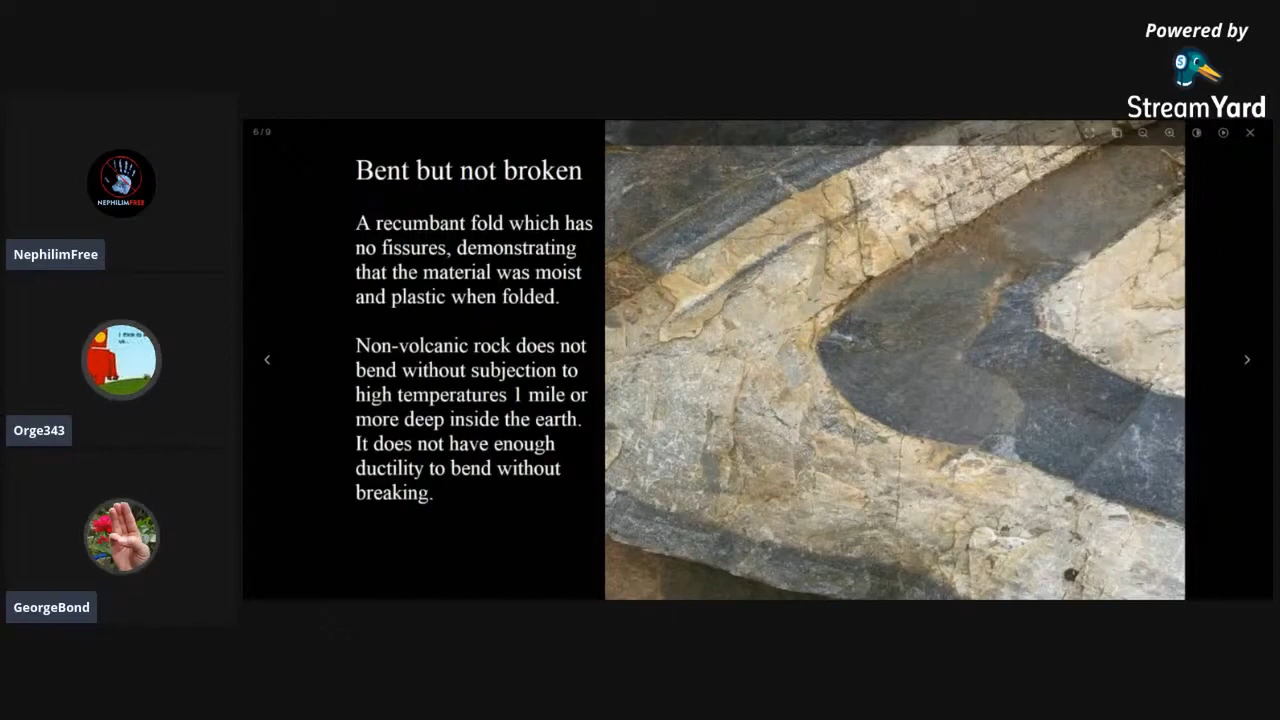 Powered by
StreamYard
6/9
Bent but not broken
A recumbant fold which has
no fissures, demonstrating
that the material was moist
and plastic when folded.
Non-volcanic rock does not
bend without subjection to
high temperatures 1 mile or
more deep inside the earth.
It does not have enough
ductility to bend without
breaking.
NEPHILIMFREE
NephilimFree
Orge343
GeorgeBond